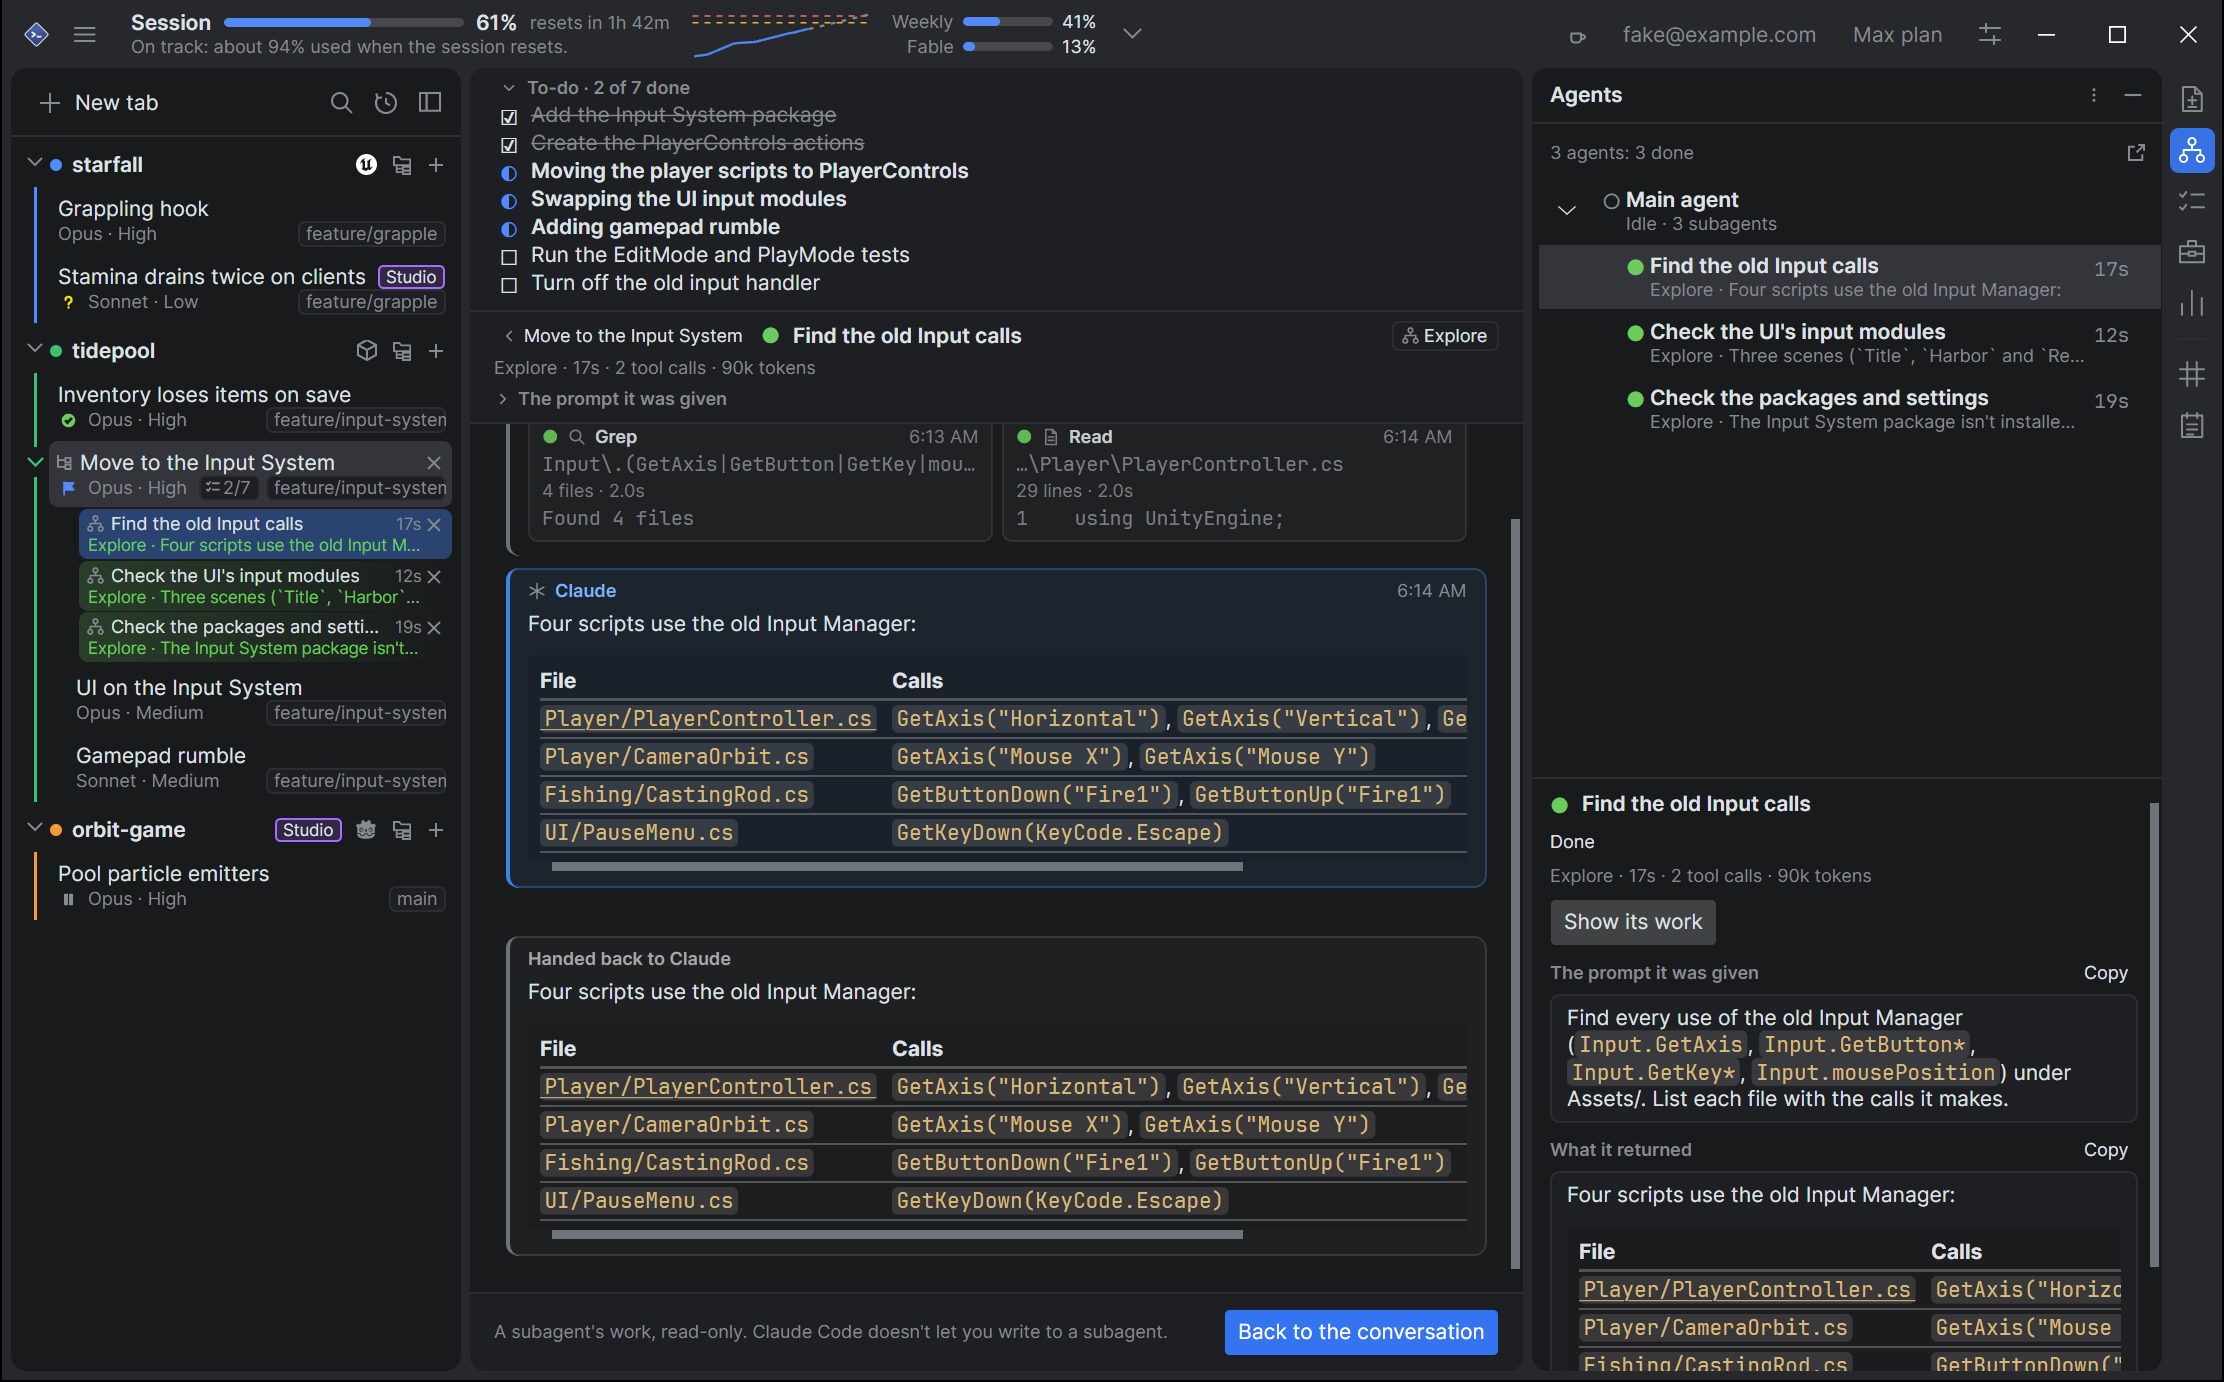 Session 61% resets in 1h 42m
On track: about 94% used when the session resets.
Weekly 41%
Fable 13%
fake@example.com Max plan
New tab
starfall
Grappling hook
Opus · High feature/grapple
Stamina drains twice on clients Studio
? Sonnet · Low feature/grapple
tidepool
Inventory loses items on save
Opus · High feature/input-system
Move to the Input System
Opus · High 2/7 feature/input-system
Find the old Input calls 17s
Explore · Four scripts use the old Input M...
Check the UI's input modules 12s
Explore · Three scenes (`Title`, `Harbor`...
Check the packages and setti... 19s
Explore · The Input System package isn't...
UI on the Input System
Opus · Medium feature/input-system
Gamepad rumble
Sonnet · Medium feature/input-system
orbit-game Studio
Pool particle emitters
Opus · High main
To-do · 2 of 7 done
Add the Input System package
Create the PlayerControls actions
Moving the player scripts to PlayerControls
Swapping the UI input modules
Adding gamepad rumble
Run the EditMode and PlayMode tests
Turn off the old input handler
Move to the Input System Find the old Input calls Explore
Explore · 17s · 2 tool calls · 90k tokens
The prompt it was given
Grep 6:13 AM
Input\.(GetAxis|GetButton|GetKey|mou…
4 files · 2.0s
Found 4 files
Read 6:14 AM
…\Player\PlayerController.cs
29 lines · 2.0s
1 using UnityEngine;
Claude 6:14 AM
Four scripts use the old Input Manager:
File Calls
Player/PlayerController.cs GetAxis("Horizontal"), GetAxis("Vertical"), Ge
Player/CameraOrbit.cs GetAxis("Mouse X"), GetAxis("Mouse Y")
Fishing/CastingRod.cs GetButtonDown("Fire1"), GetButtonUp("Fire1")
UI/PauseMenu.cs GetKeyDown(KeyCode.Escape)
Handed back to Claude
Four scripts use the old Input Manager:
File Calls
Player/PlayerController.cs GetAxis("Horizontal"), GetAxis("Vertical"), Ge
Player/CameraOrbit.cs GetAxis("Mouse X"), GetAxis("Mouse Y")
Fishing/CastingRod.cs GetButtonDown("Fire1"), GetButtonUp("Fire1")
UI/PauseMenu.cs GetKeyDown(KeyCode.Escape)
A subagent's work, read-only. Claude Code doesn't let you write to a subagent. Back to the conversation
Agents
3 agents: 3 done
Main agent
Idle · 3 subagents
Find the old Input calls 17s
Explore · Four scripts use the old Input Manager:
Check the UI's input modules 12s
Explore · Three scenes (`Title`, `Harbor` and `Re...
Check the packages and settings 19s
Explore · The Input System package isn't installe...
Find the old Input calls
Done
Explore · 17s · 2 tool calls · 90k tokens
Show its work
The prompt it was given Copy
Find every use of the old Input Manager
(Input.GetAxis, Input.GetButton*,
Input.GetKey*, Input.mousePosition) under
Assets/. List each file with the calls it makes.
What it returned Copy
Four scripts use the old Input Manager:
File Calls
Player/PlayerController.cs GetAxis("Horizo
Player/CameraOrbit.cs GetAxis("Mouse
Fishing/CastingRod.cs GetButtonDown("